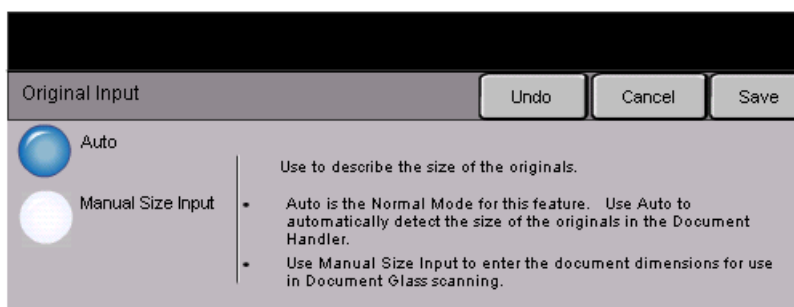 Original Input
Undo
Cancel
Save
Auto
Manual Size Input
Use to describe the size of the originals.
• Auto is the Normal Mode for this feature. Use Auto to
automatically detect the size of the originals in the Document
Handler.
• Use Manual Size Input to enter the document dimensions for use
in Document Glass scanning.